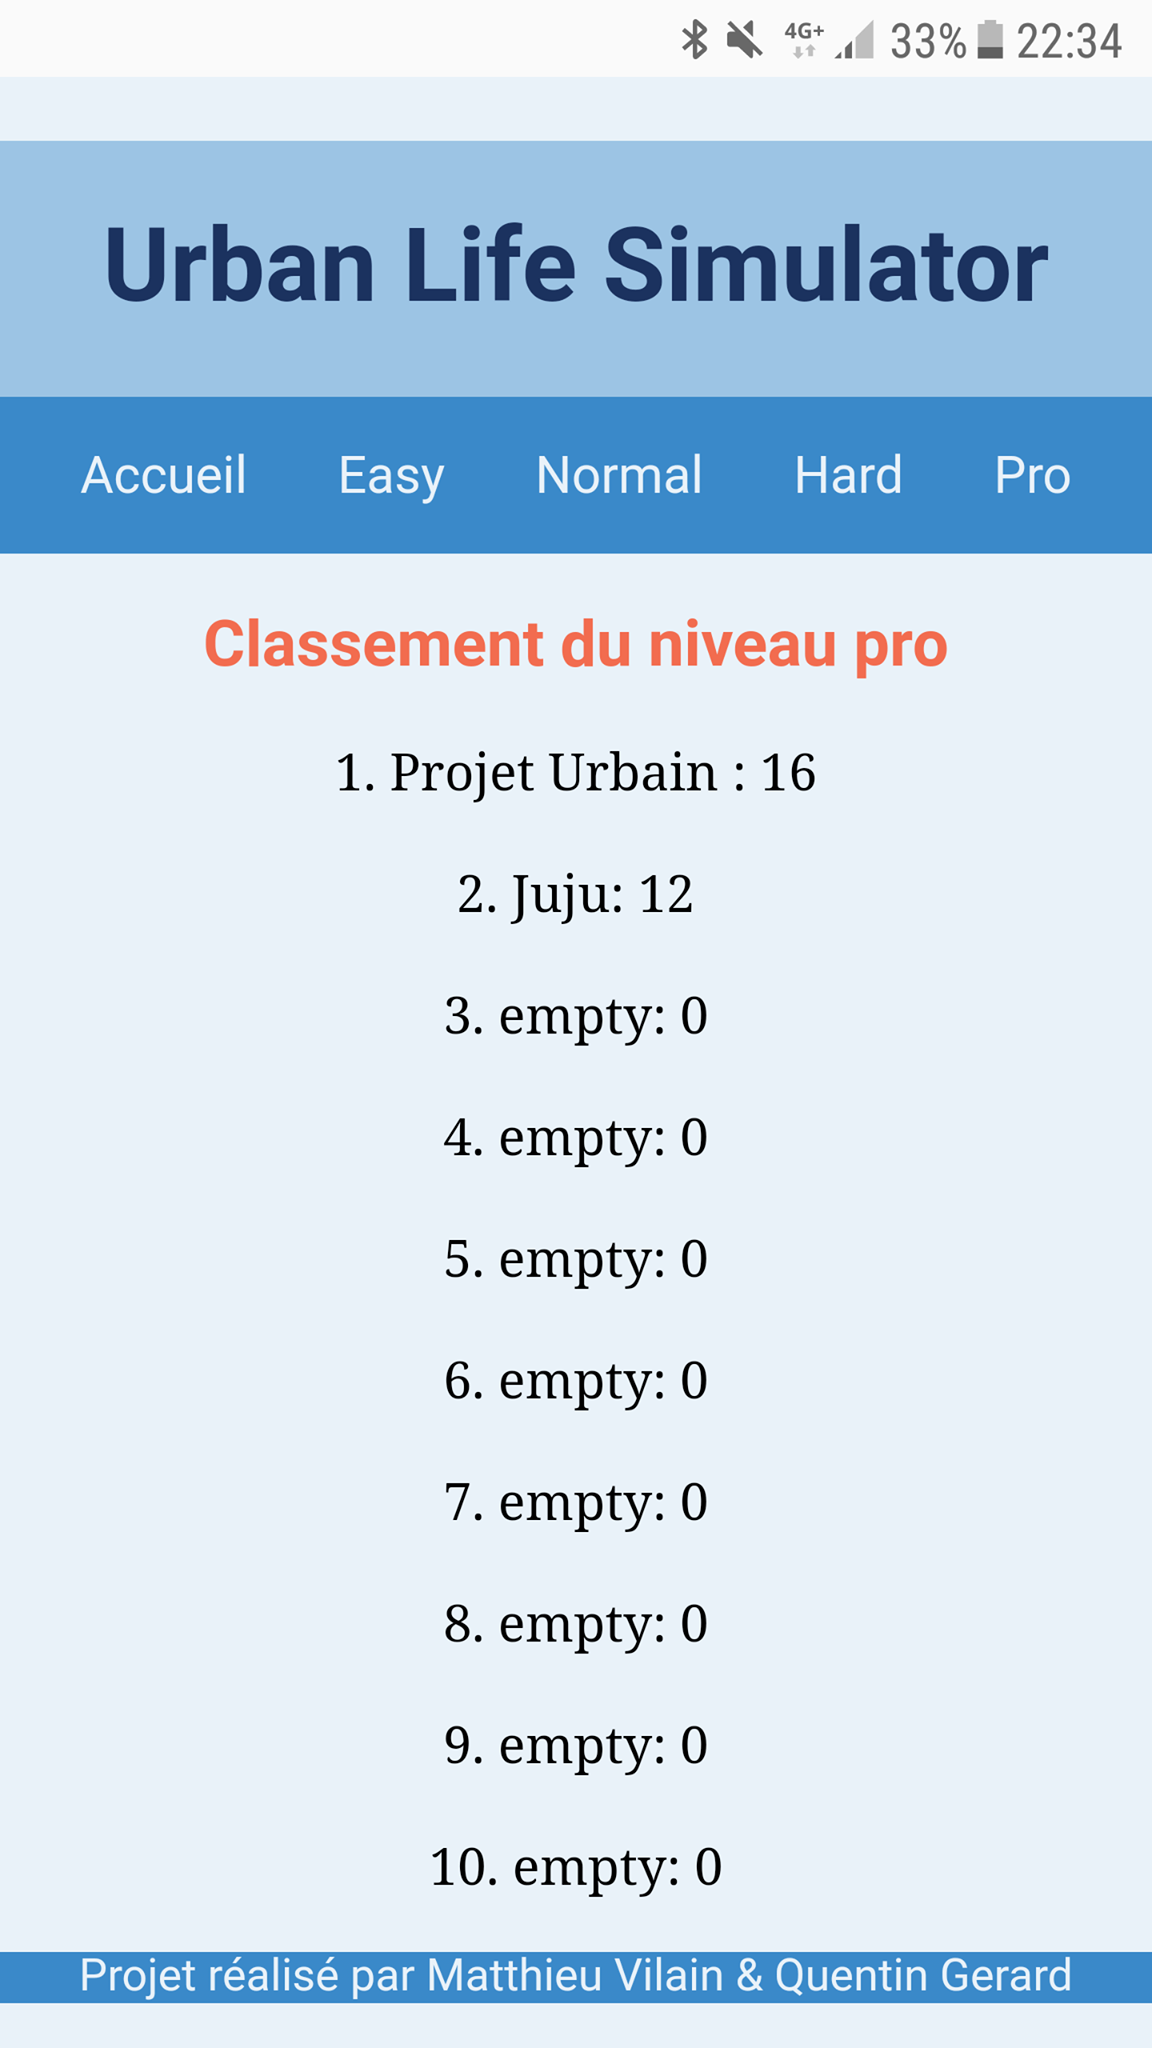 4G+ 33% 22:34
Urban Life Simulator
Accueil Easy Normal Hard Pro
Classement du niveau pro
1. Projet Urbain : 16
2. Juju: 12
3. empty: 0
4. empty: 0
5. empty: 0
6. empty: 0
7. empty: 0
8. empty: 0
9. empty: 0
10. empty: 0
Projet réalisé par Matthieu Vilain & Quentin Gerard